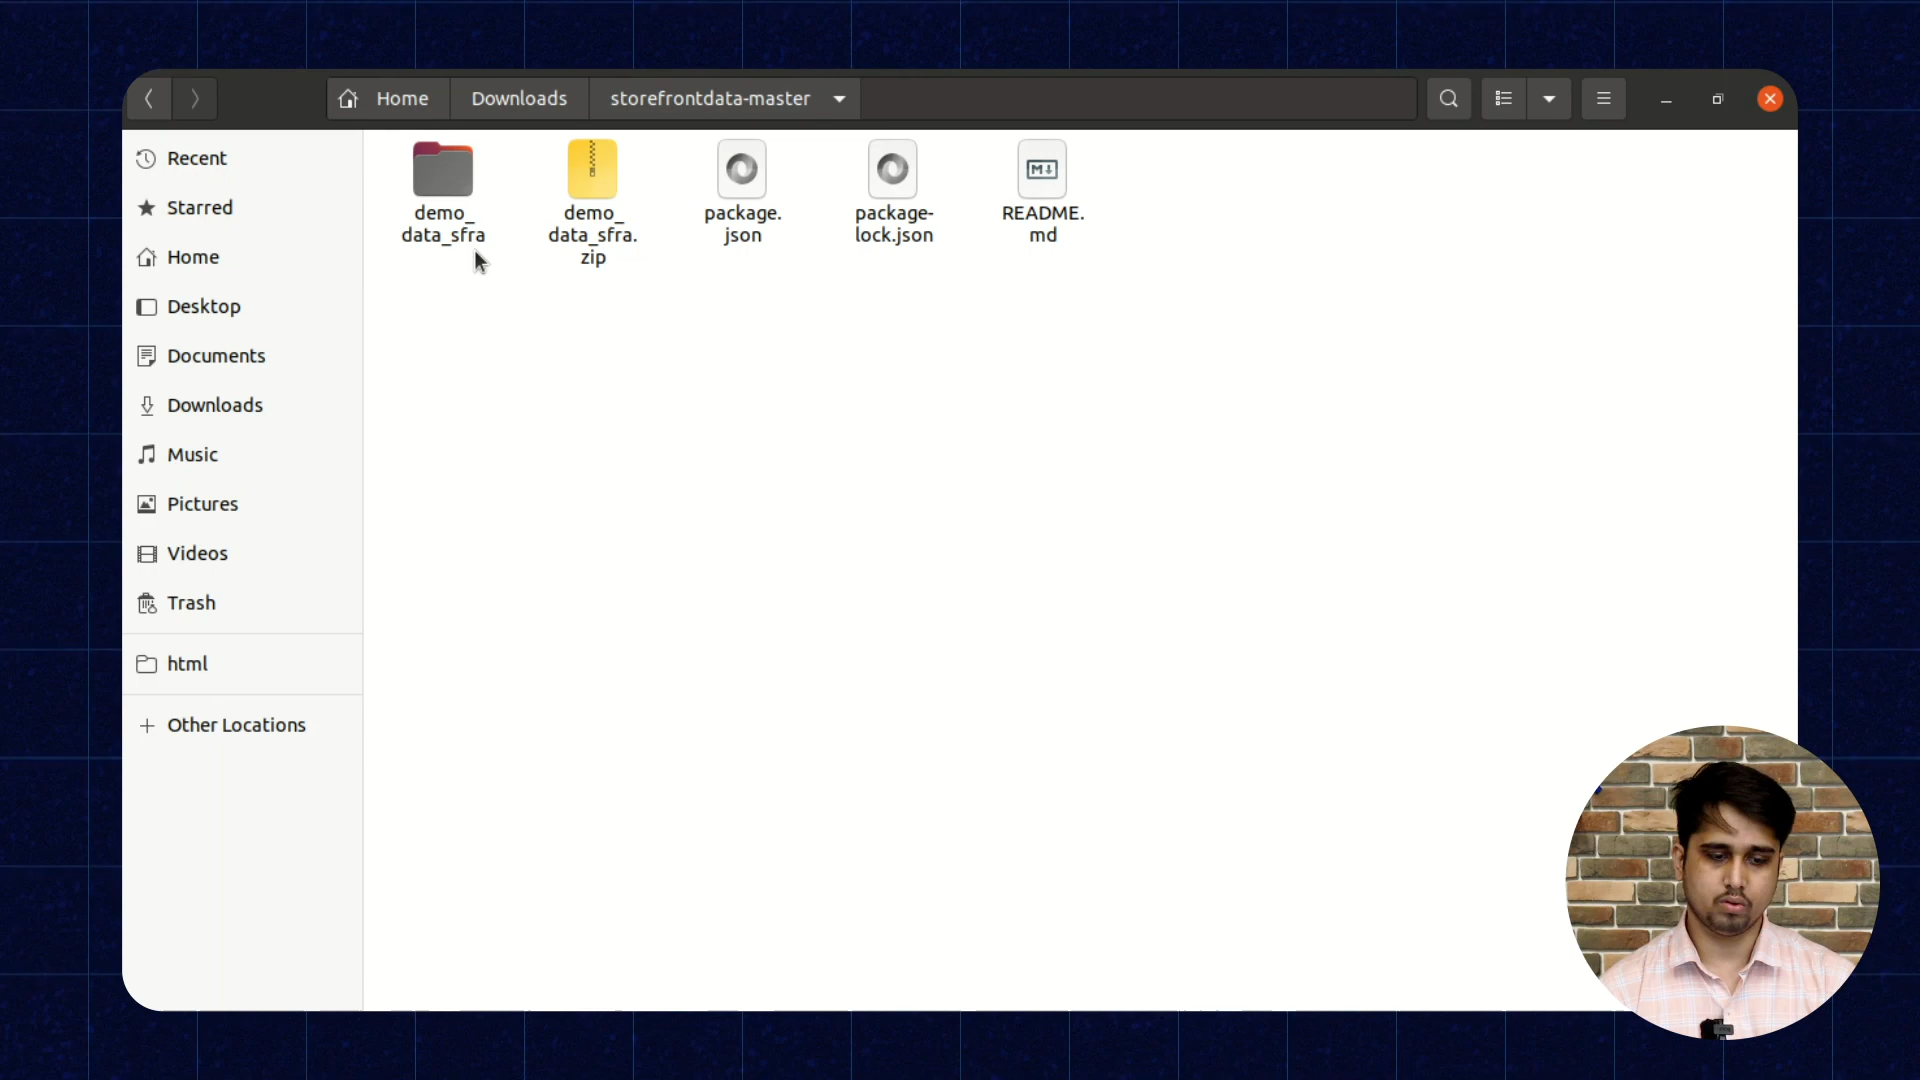 Home Downloads storefrontdata-master
Recent
Starred
Home
Desktop
Documents
Downloads
Music
Pictures
Videos
Trash
html
Other Locations
demo_
data_sfra
demo_
data_sfra.
zip
package.
json
package-
lock.json
M
README.
md